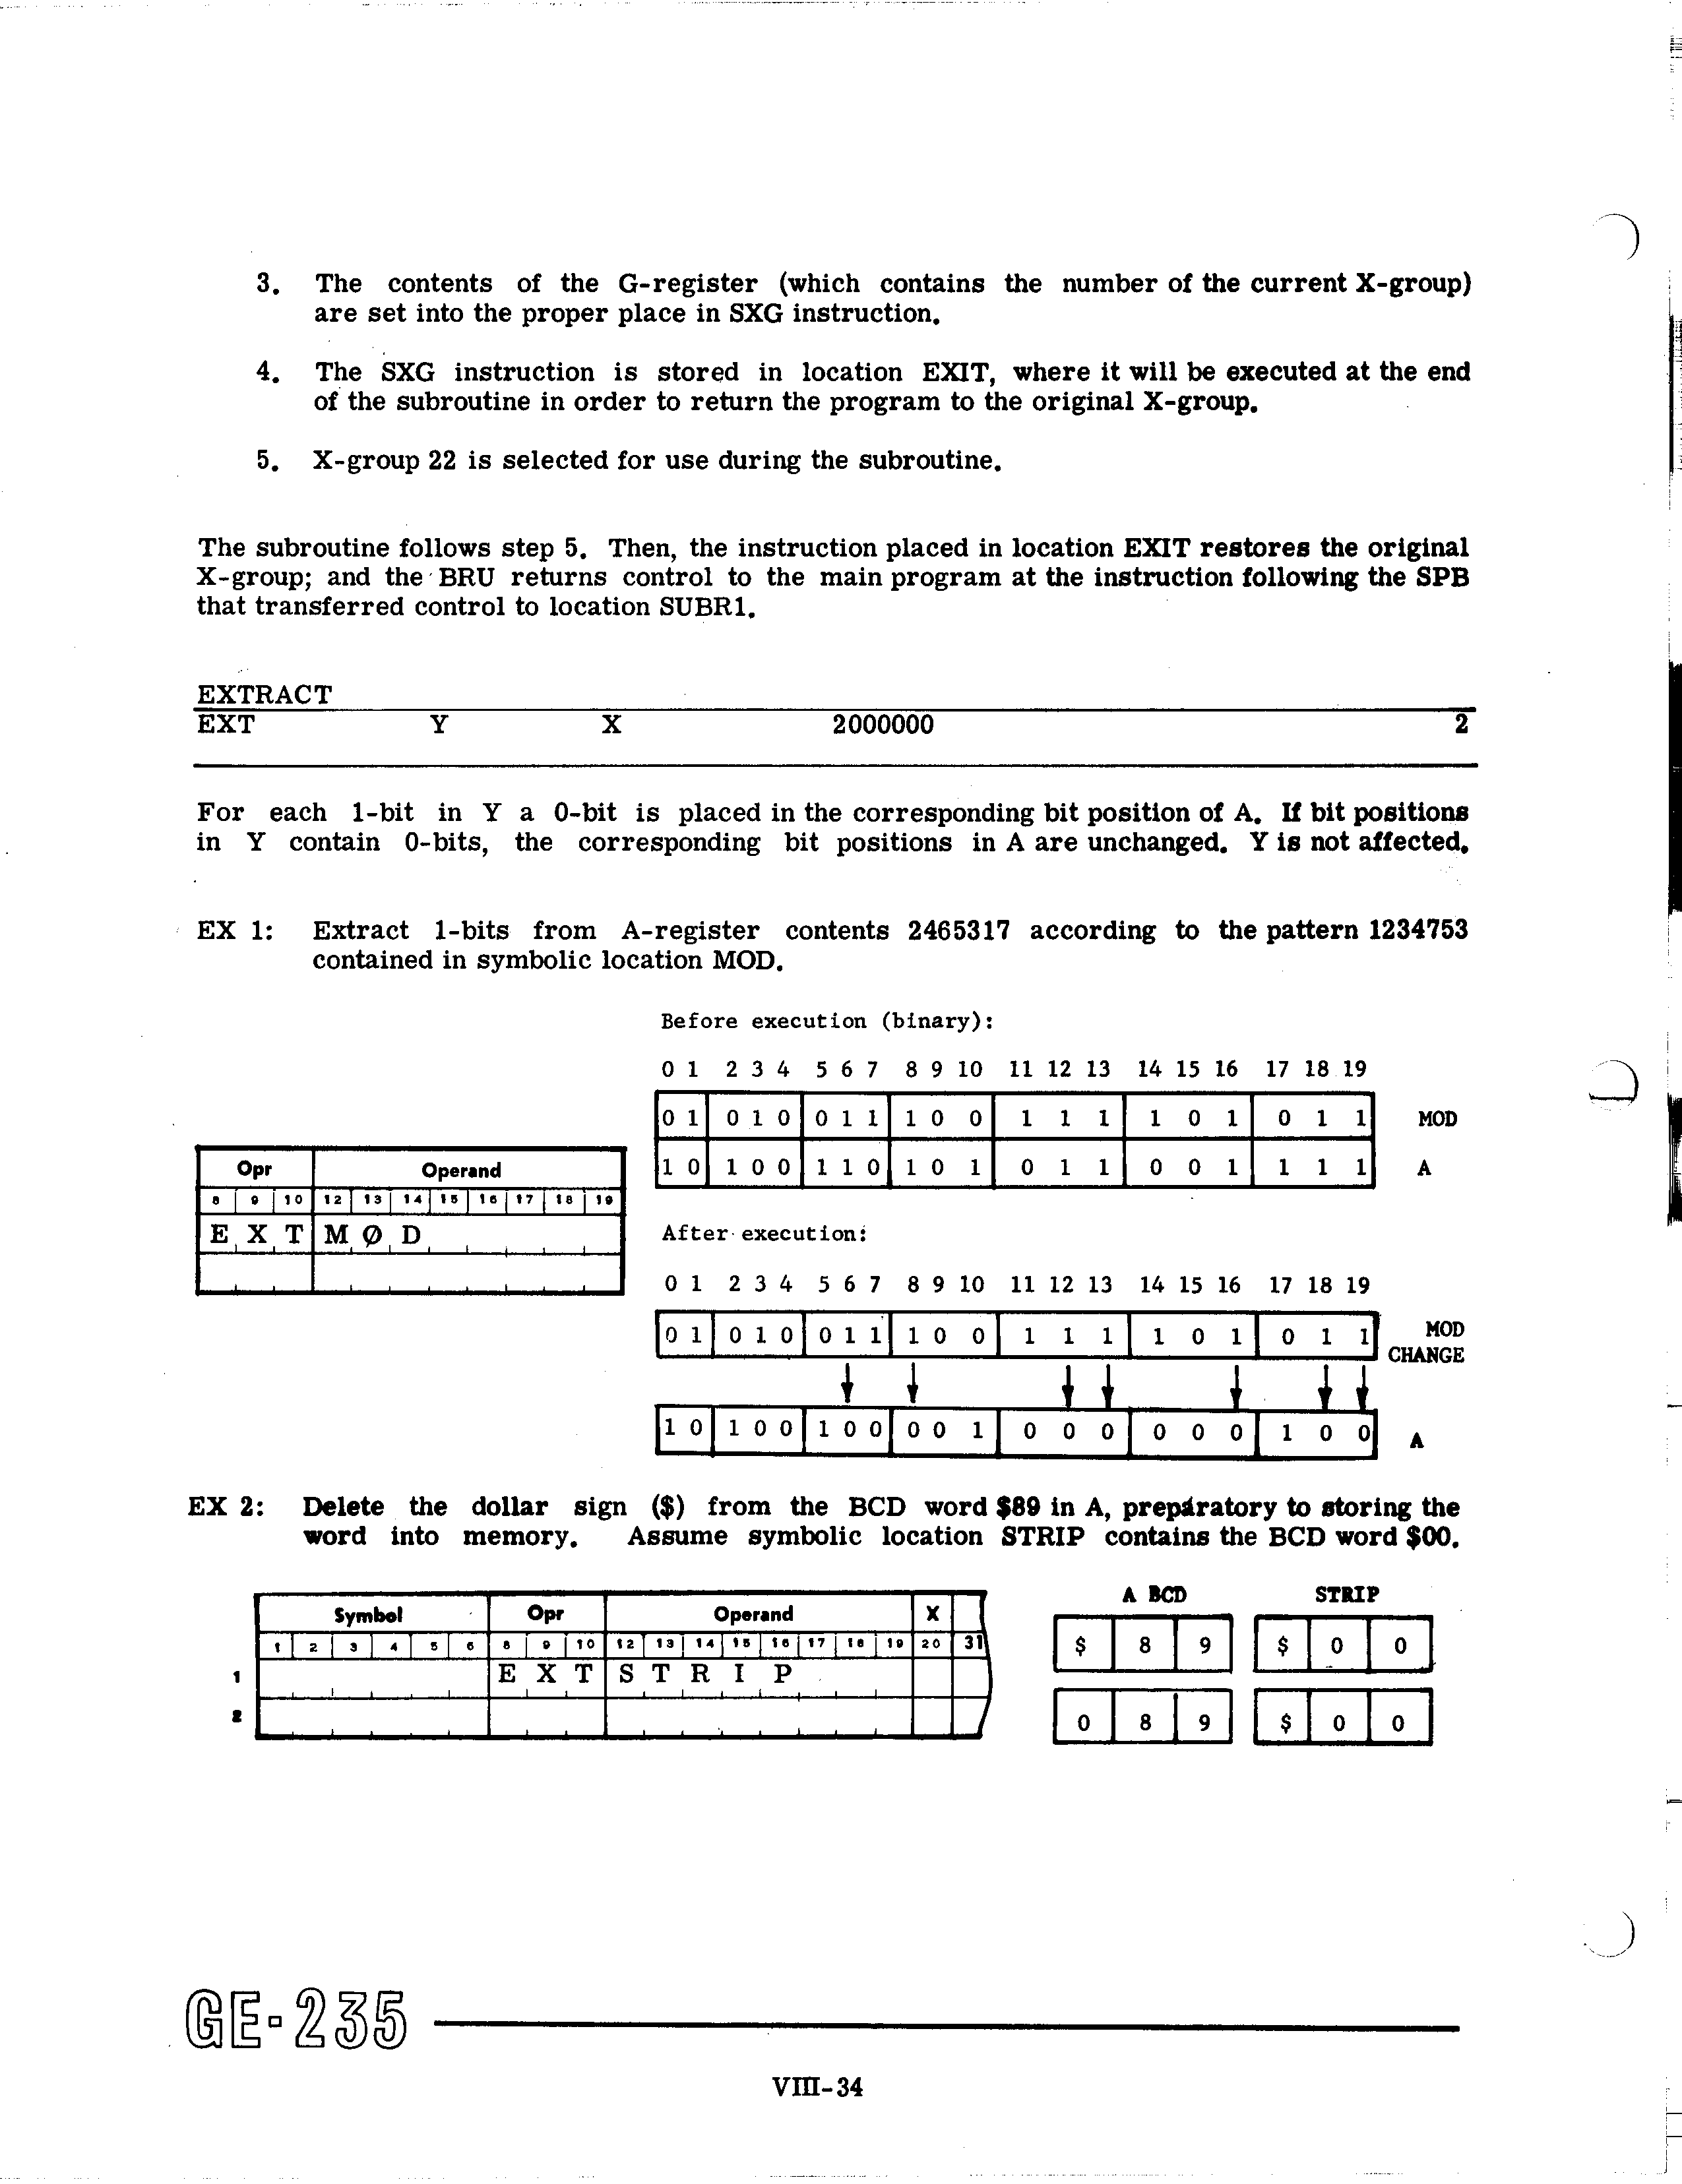 3. The contents of the G-register (which contains the number of the current X-group)
are set into the proper place in SXG instruction.
4. The SXG instruction is stored in location EXIT, where it will be executed at the end
of the subroutine in order to return the program to the original X-group.
5. X-group 22 is selected for use during the subroutine.
The subroutine follows step 5. Then, the instruction placed in location EXIT restores the original
X-group; and the BRU returns control to the main program at the instruction following the SPB
that transferred control to location SUBR1.
EXTRACT
EXT Y X 2000000 2
For each 1-bit in Y a 0-bit is placed in the corresponding bit position of A. If bit positions
in Y contain 0-bits, the corresponding bit positions in A are unchanged. Y is not affected.
EX 1: Extract 1-bits from A-register contents 2465317 according to the pattern 1234753
contained in symbolic location MOD.
Before execution (binary):
0 1 2 3 4 5 6 7 8 9 10 11 12 13 14 15 16 17 18 19
0 1 0 1 0 0 1 1 1 0 0 1 1 1 1 0 1 0 1 1 MOD
1 0 1 0 0 1 1 0 1 0 1 0 1 1 0 0 1 1 1 1 A
Opr Operand
8 9 10 12 13 14 15 16 17 18 19
E X T M Ø D
After execution:
0 1 2 3 4 5 6 7 8 9 10 11 12 13 14 15 16 17 18 19
0 1 0 1 0 0 1 1 1 0 0 1 1 1 1 0 1 0 1 1 MOD
CHANGE
1 0 1 0 0 1 0 0 0 0 1 0 0 0 0 0 0 1 0 0 A
EX 2: Delete the dollar sign ($) from the BCD word $89 in A, preparatory to storing the
word into memory. Assume symbolic location STRIP contains the BCD word $00.
Symbol Opr Operand X
1 2 3 4 5 6 8 9 10 12 13 14 15 16 17 18 19 20 31
1 E X T S T R I P
2
A BCD STRIP
$ 8 9 $ 0 0
0 8 9 $ 0 0
GE-235
VIII-34